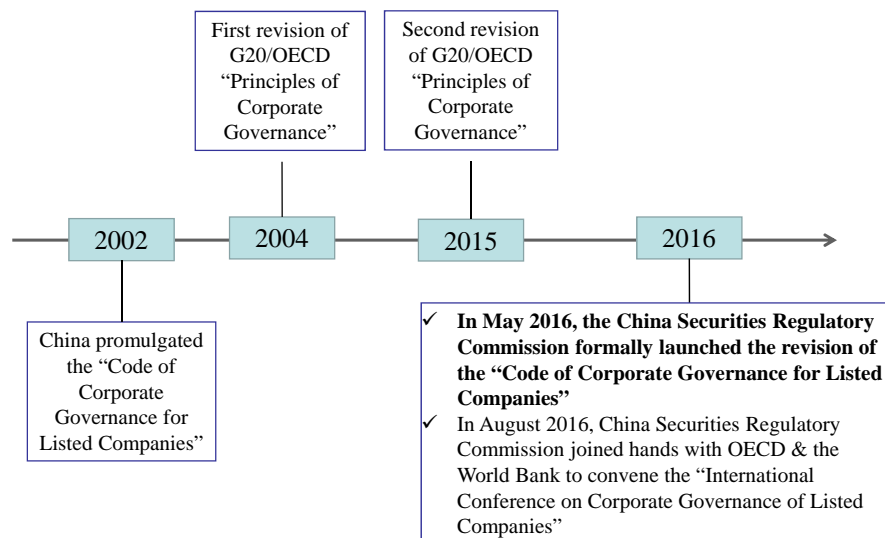 First revision of
G20/OECD
“Principles of
Corporate
Governance”
Second revision
of G20/OECD
“Principles of
Corporate
Governance”
2002
2004
2015
2016
China promulgated
the “Code of
Corporate
Governance for
Listed Companies”
✓ In May 2016, the China Securities Regulatory
Commission formally launched the revision of
the “Code of Corporate Governance for Listed
Companies”
✓ In August 2016, China Securities Regulatory
Commission joined hands with OECD & the
World Bank to convene the “International
Conference on Corporate Governance of Listed
Companies”